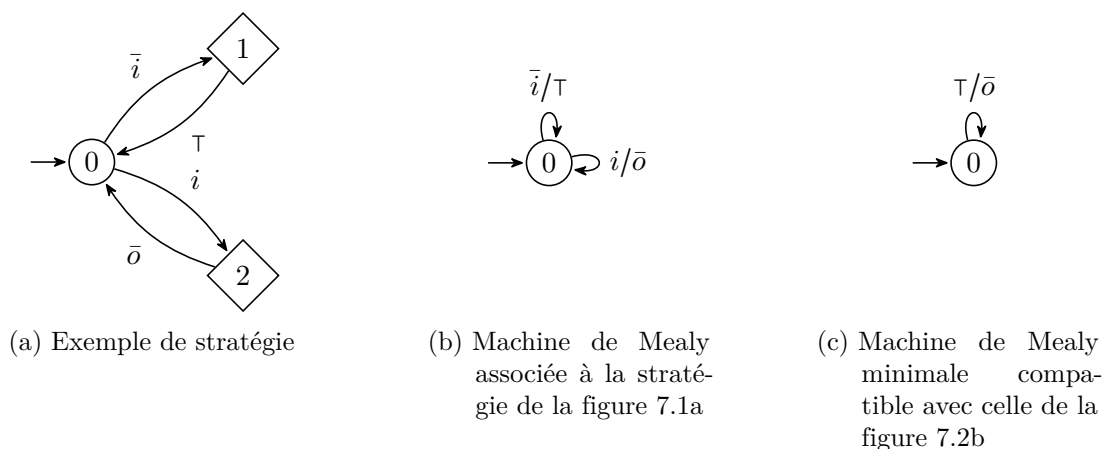 1
i̅
i̅/⊤
⊤/o̅
0
⊤
i
0
i/o̅
0
o̅
2
(a) Exemple de stratégie
(b) Machine de Mealy
associée à la straté-
gie de la figure 7.1a
(c) Machine de Mealy
minimale compa-
tible avec celle de la
figure 7.2b